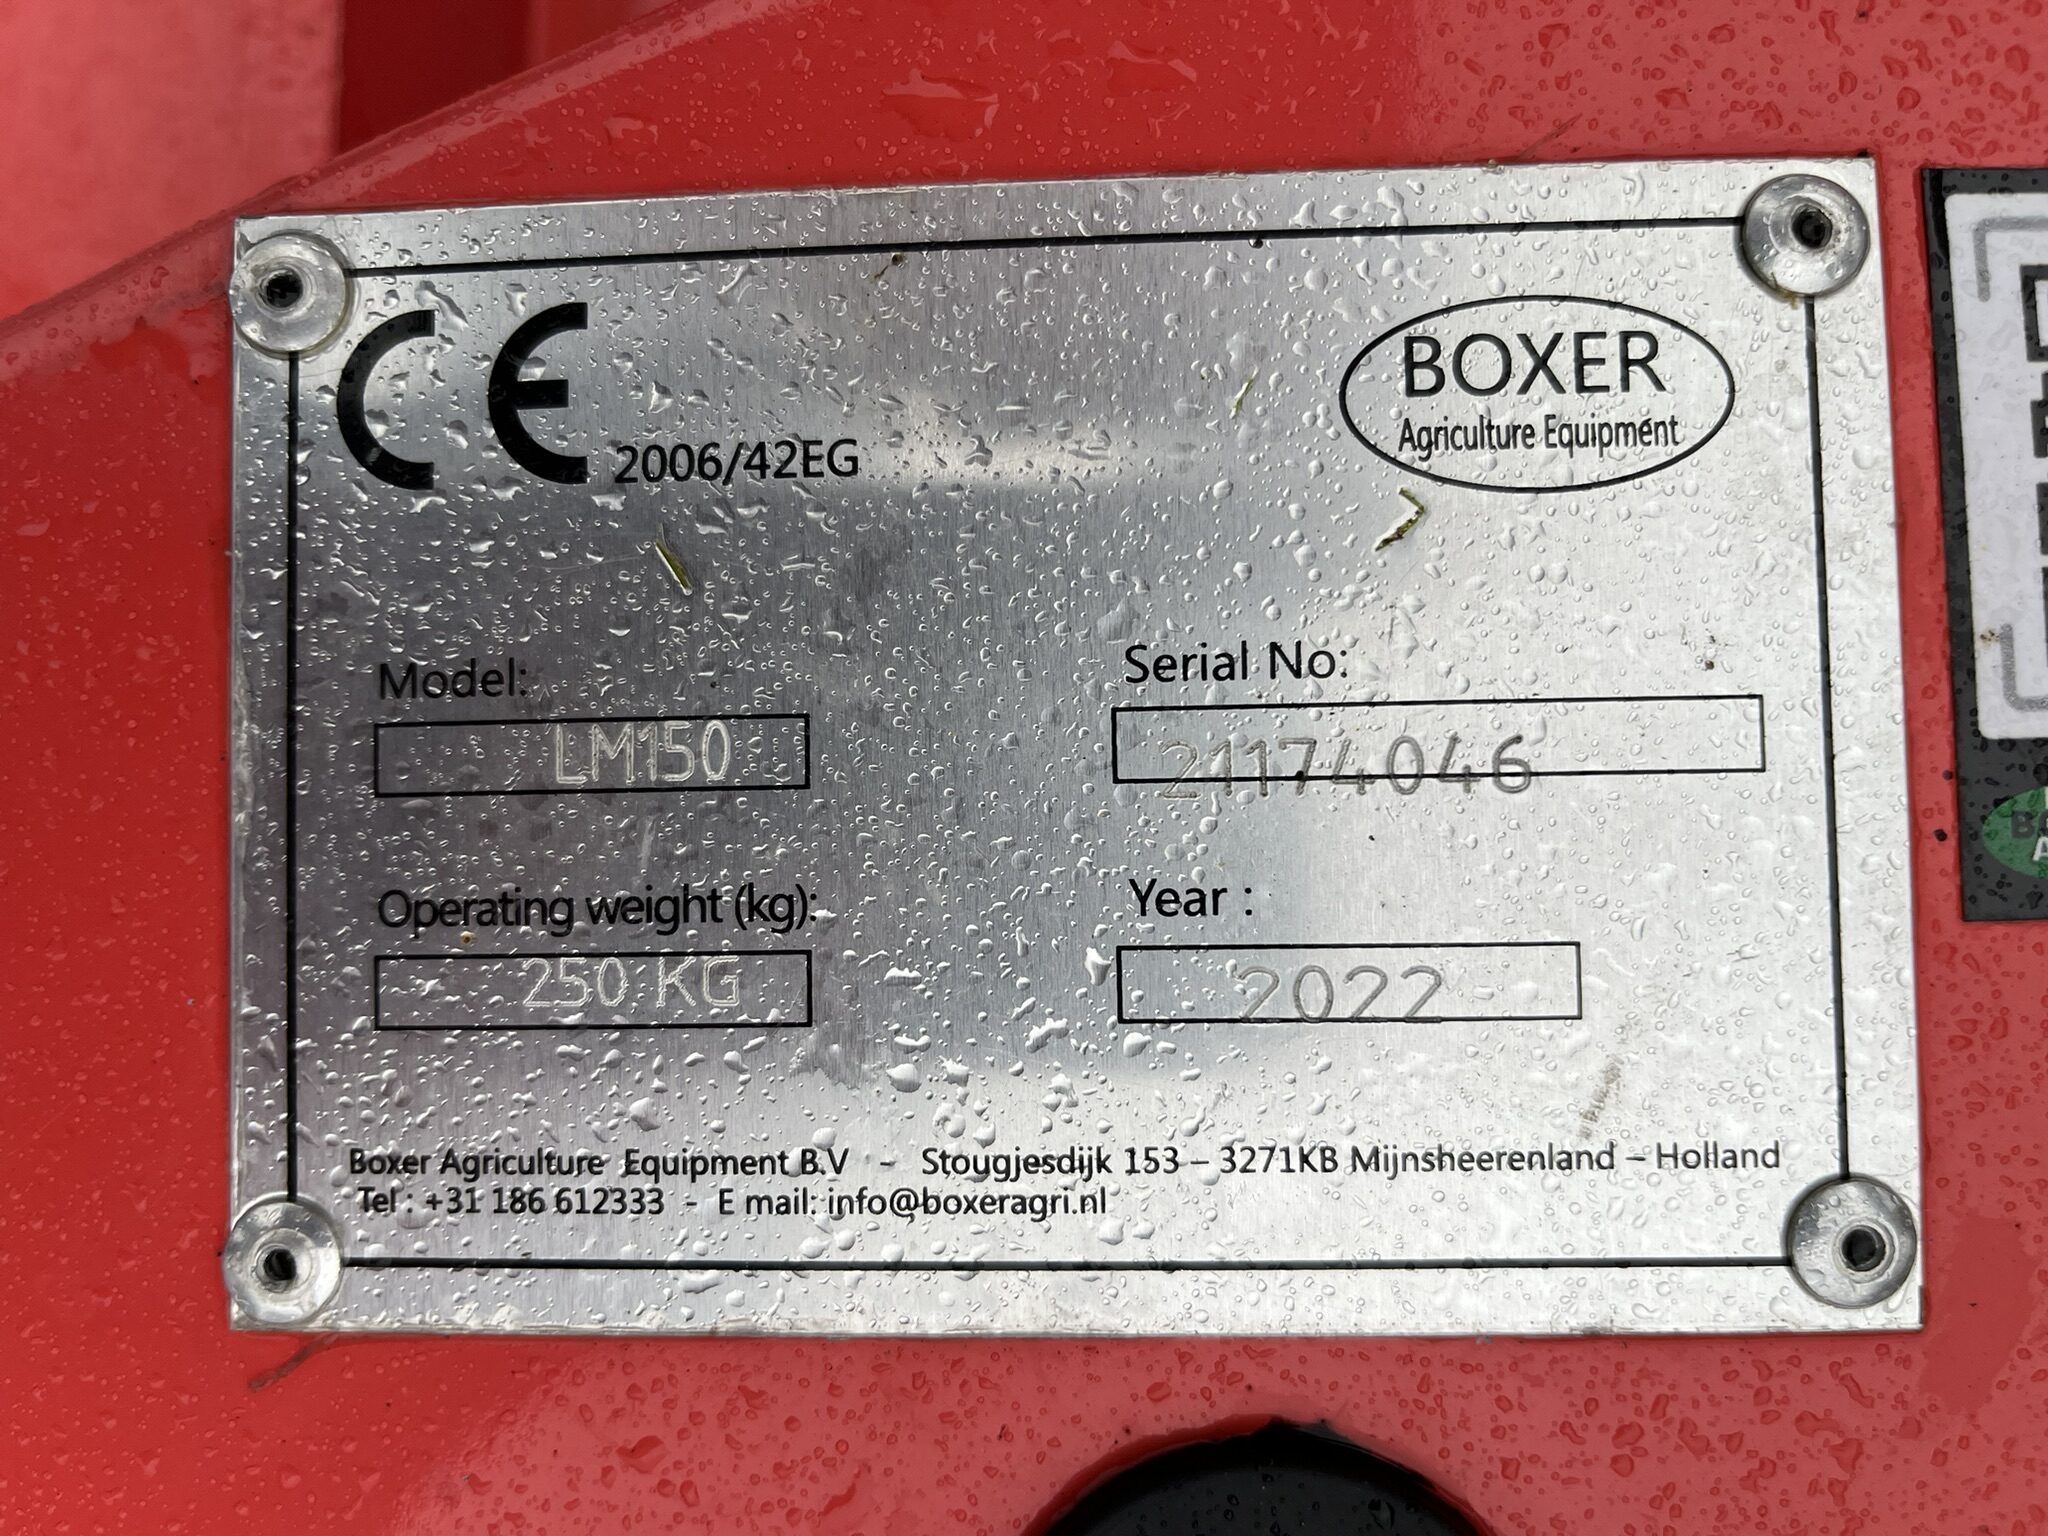 CE 2006/42EG
BOXER
Agriculture Equipment
Model:
LM150
Serial No:
21174046
Operating weight (kg):
250 KG
Year :
2022
Boxer Agriculture Equipment B.V - Stougjesdijk 153 – 3271KB Mijnsheerenland – Holland
Tel : +31 186 612333 - E mail: info@boxeragri.nl